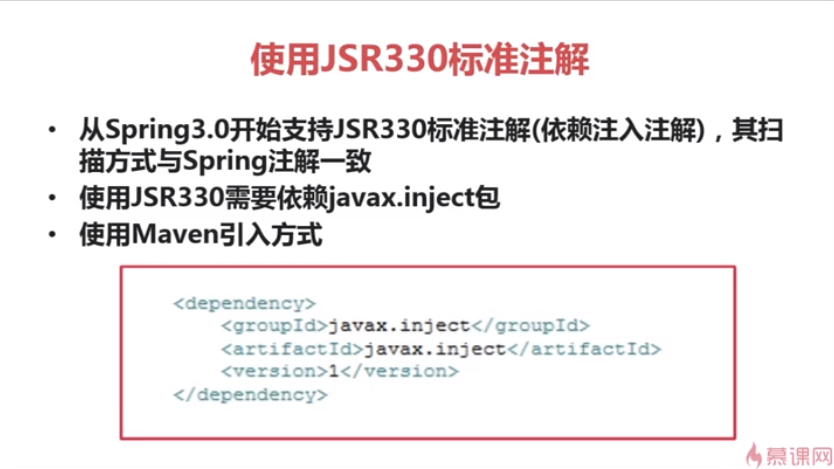 使用JSR330标准注解
• 从Spring3.0开始支持JSR330标准注解(依赖注入注解)，其扫
描方式与Spring注解一致
• 使用JSR330需要依赖javax.inject包
• 使用Maven引入方式
<dependency>
<groupId>javax.inject</groupId>
<artifactId>javax.inject</artifactId>
<version>1</version>
</dependency>
慕课网